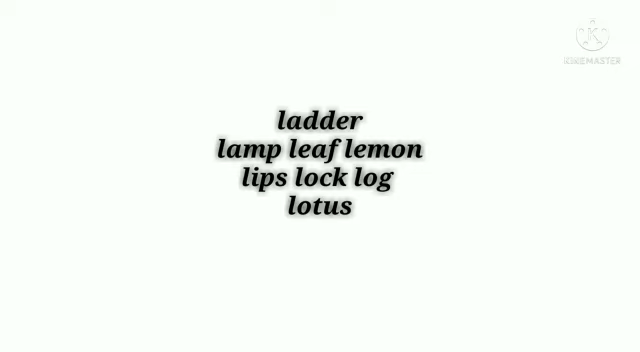 KINEMASTER
ladder
lamp leaf lemon
lips lock log
lotus